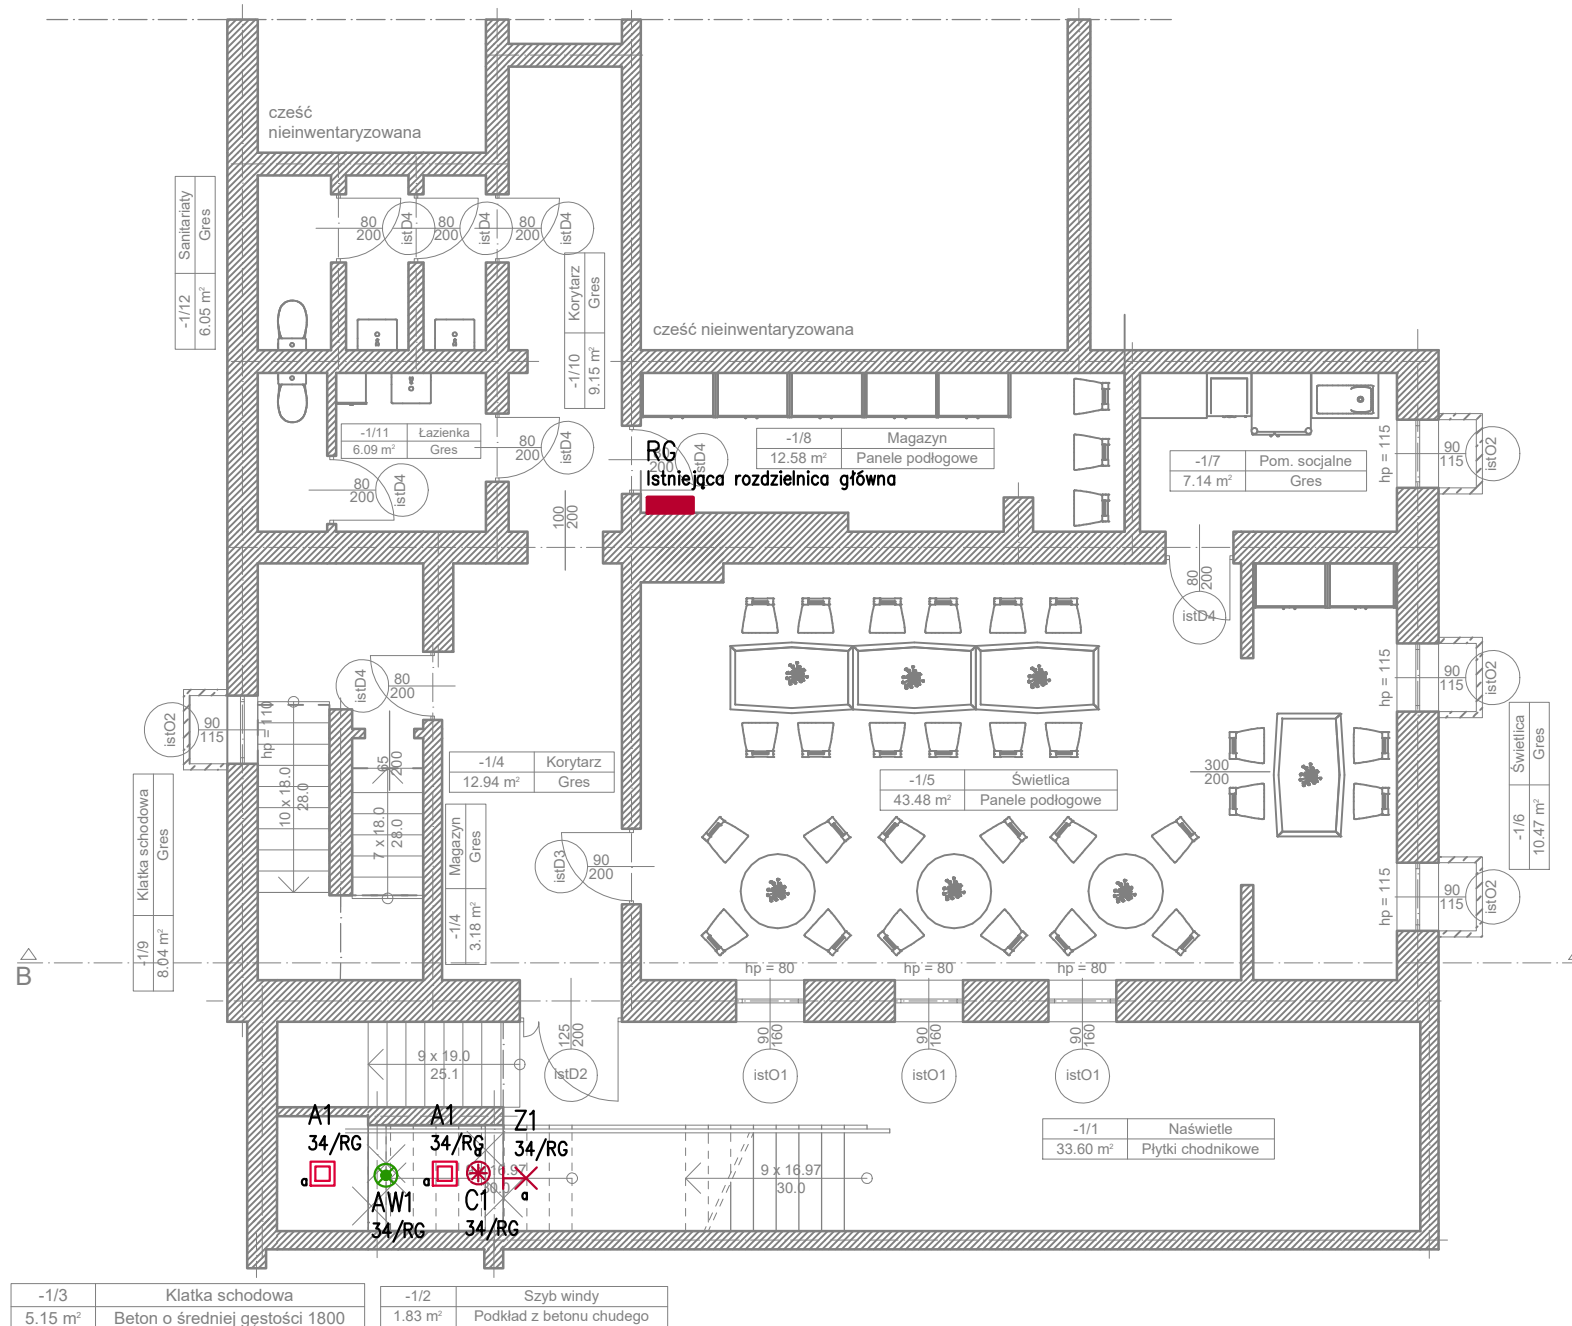 cześć
nieinwentaryzowana
-1/12
Sanitariaty
6.05 m²
Gres
80
200
istD4
80
200
istD4
80
200
istD4
-1/10
Korytarz
9.15 m²
Gres
cześć nieinwentaryzowana
-1/11
Łazienka
6.09 m²
Gres
80
200
istD4
80
200
istD4
RG
Istniejąca rozdzielnica główna
200
istD4
-1/8
Magazyn
12.58 m²
Panele podłogowe
-1/7
Pom. socjalne
7.14 m²
Gres
hp = 115
90
115
istO2
100
200
80
200
istD4
80
200
istD4
hp = 115
90
115
istO2
90
115
istO2
hp = 110
10 x 18.0
28.0
65
200
7 x 18.0
28.0
-1/4
Korytarz
12.94 m²
Gres
-1/4
Magazyn
3.18 m²
Gres
-1/5
Świetlica
43.48 m²
Panele podłogowe
300
200
-1/6
Świetlica
10.47 m²
Gres
-1/9
Klatka schodowa
8.04 m²
Gres
istD3
90
200
hp = 115
90
115
istO2
B
hp = 80
hp = 80
hp = 80
9 x 19.0
25.1
125
200
istD2
90
160
istO1
90
160
istO1
90
160
istO1
A1
34/RG
a
A1
34/RG
a
a
Z1
34/RG
a
AW1
34/RG
C1
34/RG
30.0
9 x 16.97
30.0
-1/1
Naświetle
33.60 m²
Płytki chodnikowe
-1/3
Klatka schodowa
5.15 m²
Beton o średniej gęstości 1800
-1/2
Szyb windy
1.83 m²
Podkład z betonu chudego